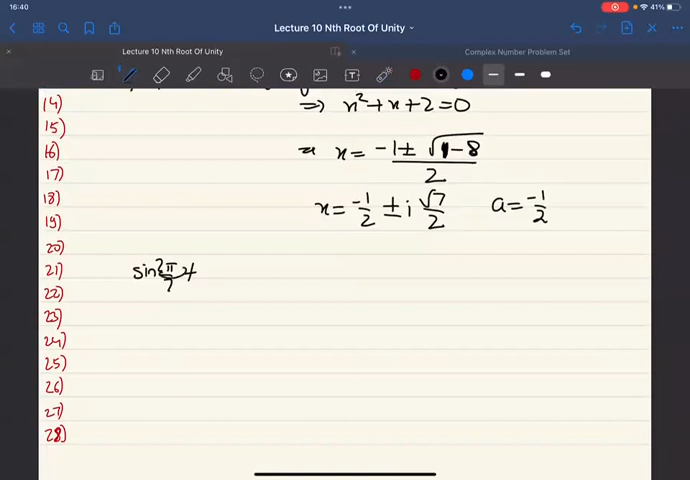 16:40
41%
Lecture 10 Nth Root Of Unity
Lecture 10 Nth Root Of Unity
Complex Number Problem Set
14) ⇒ x²+x+2=0
15)
16) x = (-1 ± √(1-8))/2
17)
18) x = -1/2 ± i √7/2   a = -1/2
19)
20)
21) sin 2π/7 +
22)
23)
24)
25)
26)
27)
28)